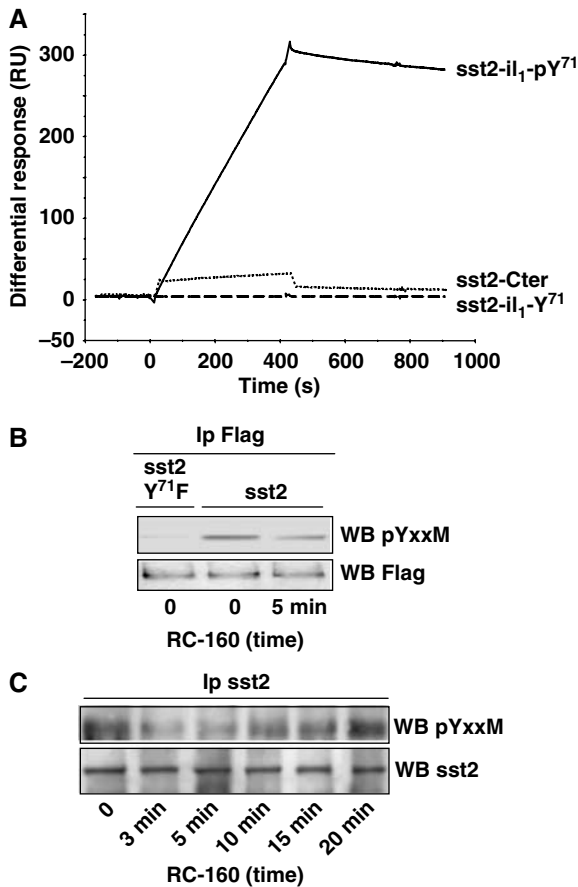 A
Differential response (RU)
300
200
100
0
–50
–200
0
200
400
600
800
1000
Time (s)
sst2-il₁-pY⁷¹
sst2-Cter
sst2-il₁-Y⁷¹
B
Ip Flag
sst2
Y⁷¹F
sst2
WB pYxxM
WB Flag
0
0
5 min
RC-160 (time)
C
Ip sst2
WB pYxxM
WB sst2
0
3 min
5 min
10 min
15 min
20 min
RC-160 (time)